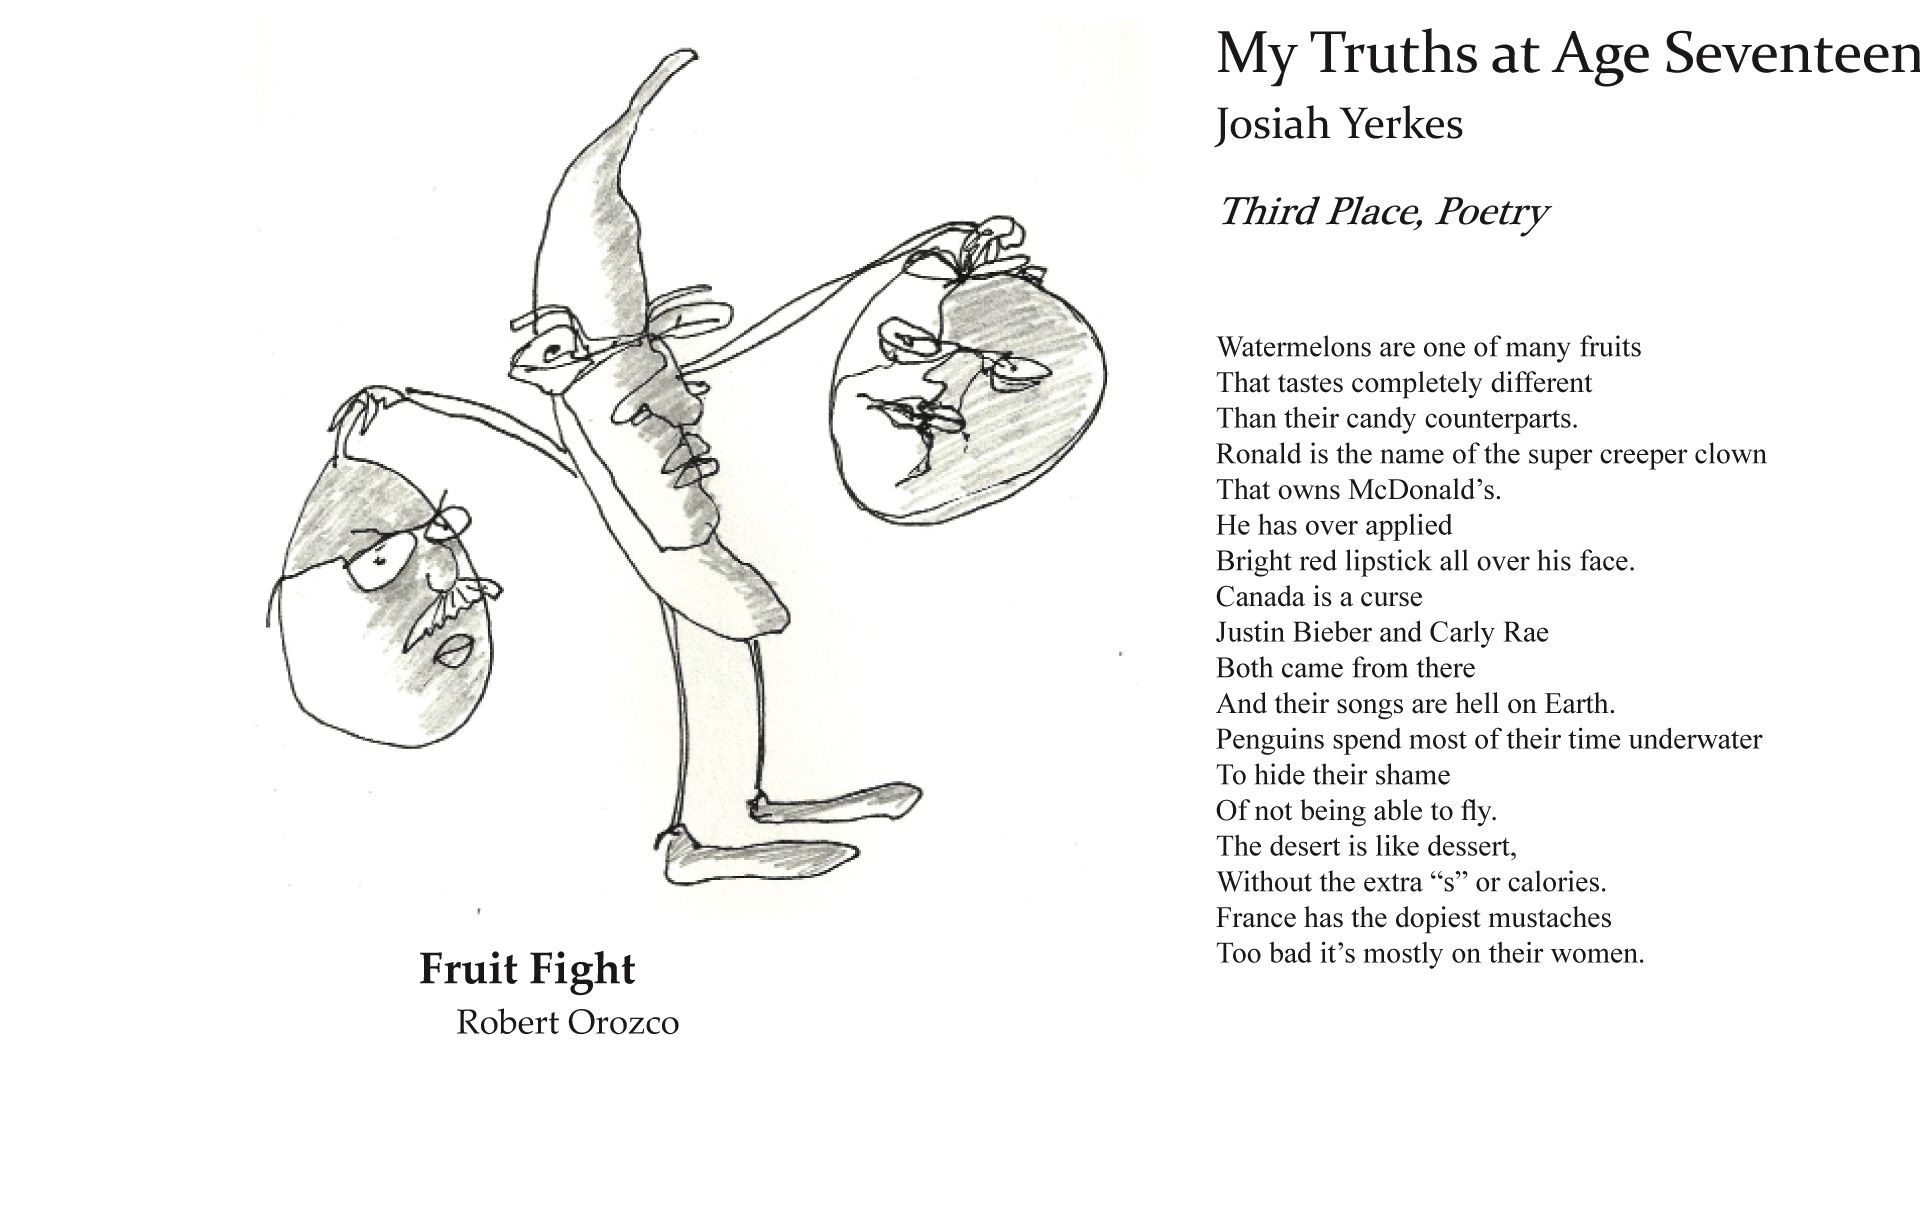 My Truths at Age Seventeen
Josiah Yerkes
Third Place, Poetry
Watermelons are one of many fruits
That tastes completely different
Than their candy counterparts.
Ronald is the name of the super creeper clown
That owns McDonald’s.
He has over applied
Bright red lipstick all over his face.
Canada is a curse
Justin Bieber and Carly Rae
Both came from there
And their songs are hell on Earth.
Penguins spend most of their time underwater
To hide their shame
Of not being able to fly.
The desert is like dessert,
Without the extra “s” or calories.
France has the dopiest mustaches
Too bad it’s mostly on their women.
Fruit Fight
Robert Orozco